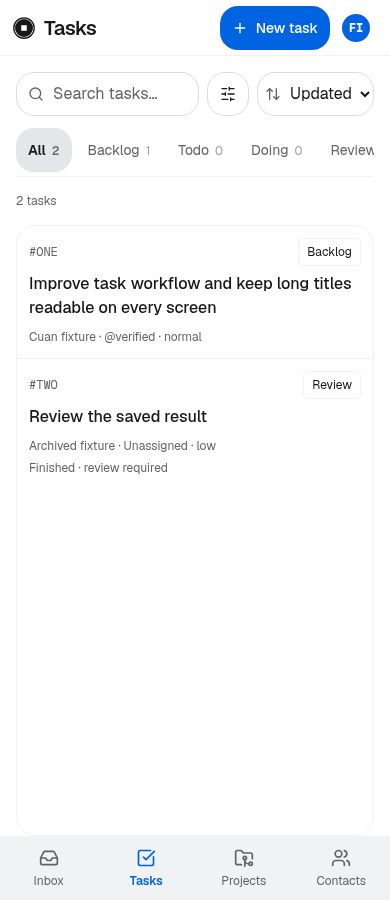 Tasks
New task
FI
Search tasks...
Updated
All 2
Backlog 1
Todo 0
Doing 0
Review
2 tasks
#ONE
Backlog
Improve task workflow and keep long titles
readable on every screen
Cuan fixture · @verified · normal
#TWO
Review
Review the saved result
Archived fixture · Unassigned · low
Finished · review required
Inbox
Tasks
Projects
Contacts